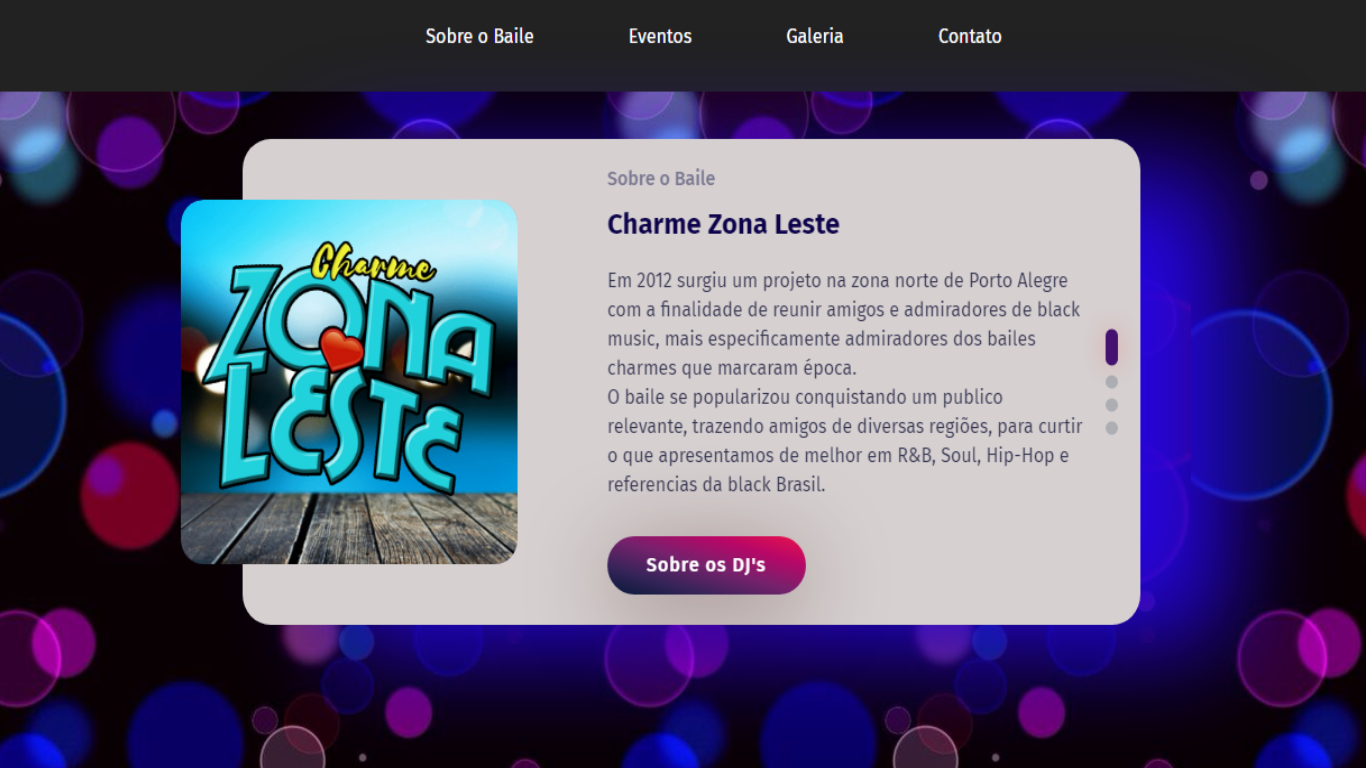 Sobre o Baile
Eventos
Galeria
Contato
Charme
ZONA
LESTE
Sobre o Baile
Charme Zona Leste
Em 2012 surgiu um projeto na zona norte de Porto Alegre
com a finalidade de reunir amigos e admiradores de black
music, mais especificamente admiradores dos bailes
charmes que marcaram época.
O baile se popularizou conquistando um publico
relevante, trazendo amigos de diversas regiões, para curtir
o que apresentamos de melhor em R&B, Soul, Hip-Hop e
referencias da black Brasil.
Sobre os DJ's